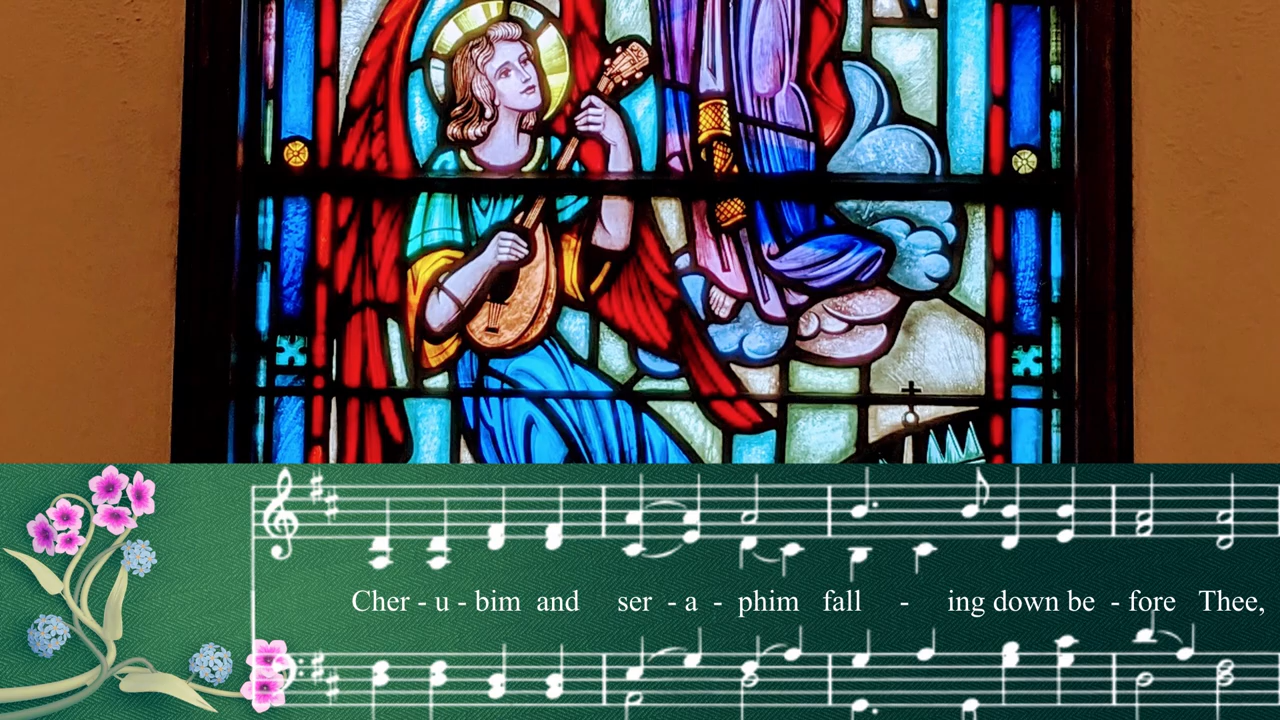 Cher - u - bim and ser - a - phim fall - ing down be - fore Thee,